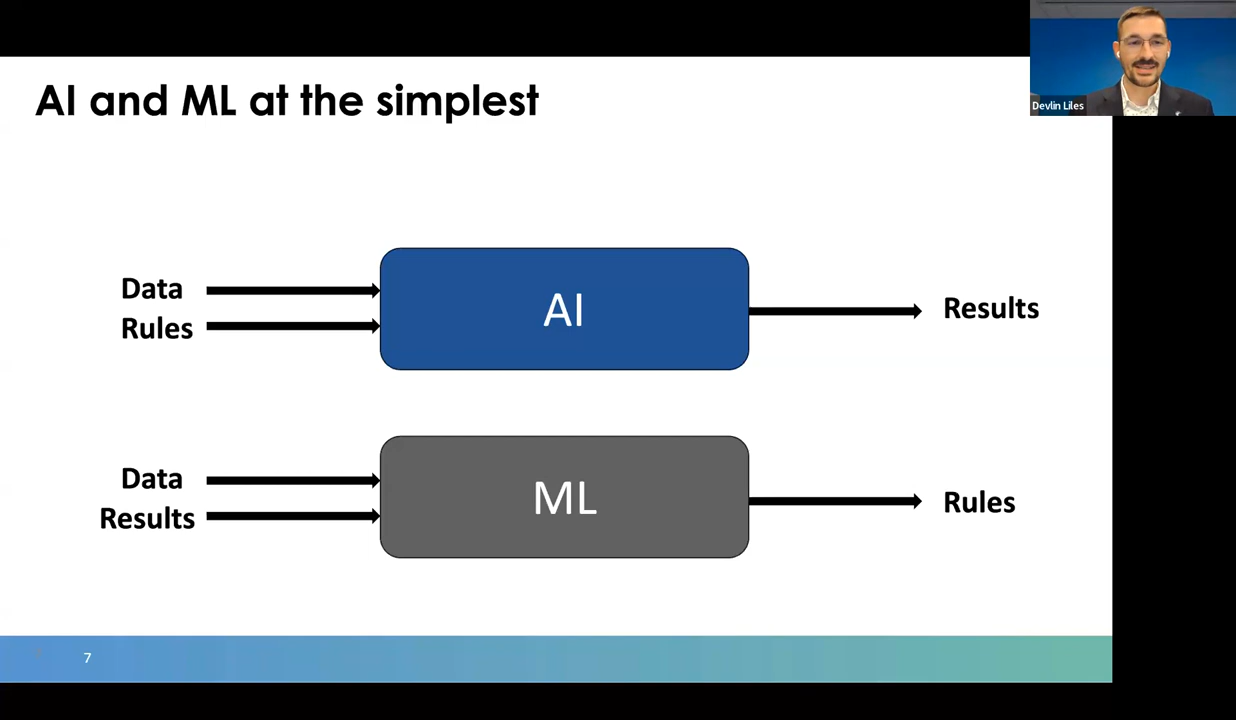 AI and ML at the simplest
Devlin Liles
Data
Rules
AI
Results
Data
Results
ML
Rules
7